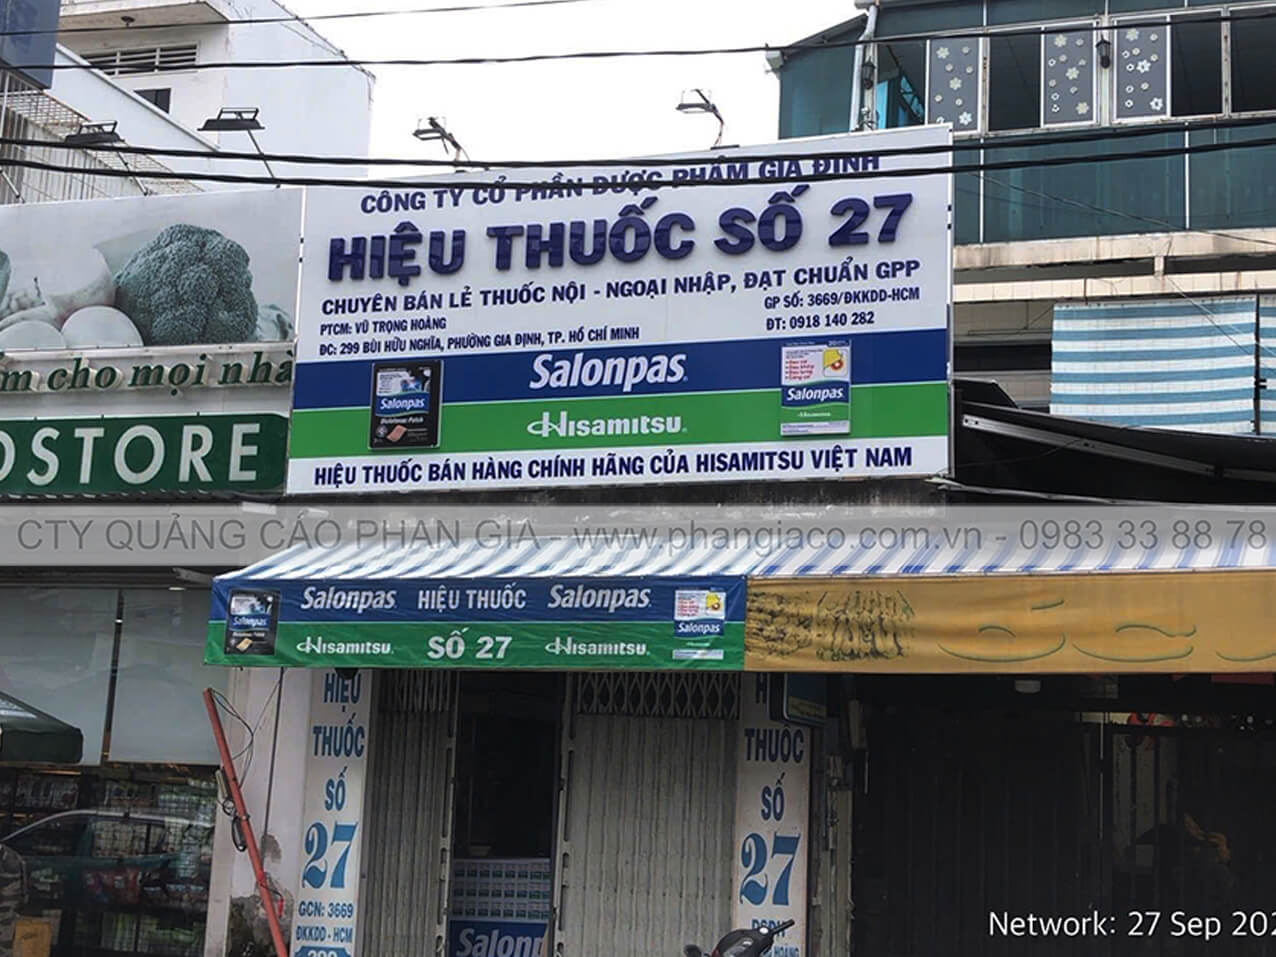 CÔNG TY CỔ PHẦN DƯỢC PHẨM GIA ĐỊNH
HIỆU THUỐC SỐ 27
CHUYÊN BÁN LẺ THUỐC NỘI - NGOẠI NHẬP, ĐẠT CHUẨN GPP
PTCM: VŨ TRỌNG HOÀNG
GP SỐ: 3669/ĐKKDD-HCM
ĐC: 299 BÙI HỮU NGHĨA, PHƯỜNG GIA ĐỊNH, TP. HỒ CHÍ MINH
ĐT: 0918 140 282
Salonpas®
Salonpas
Salonpas
Hisamitsu®
HIỆU THUỐC BÁN HÀNG CHÍNH HÃNG CỦA HISAMITSU VIỆT NAM
m cho mọi nhà
OSTORE
CTY QUẢNG CÁO PHAN GIA - www.phangiaco.com.vn - 0983 33 88 78
Salonpas HIỆU THUỐC Salonpas
Salonpas
Salonpas
Hisamitsu SỐ 27 Hisamitsu
HIỆU
THUỐC
SỐ
27
GCN: 3669
ĐKKDD - HCM
299
THUỐC
SỐ
27
Salonp
Network: 27 Sep 202